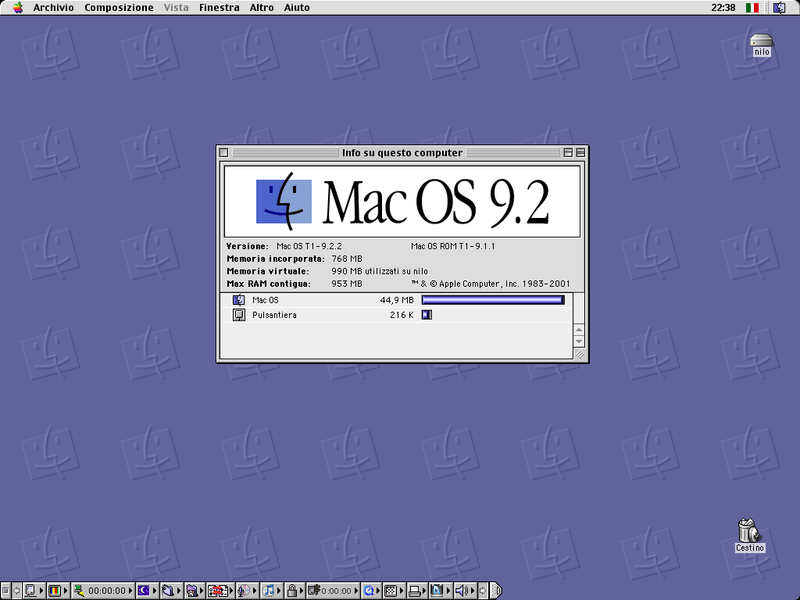 Archivio Composizione Vista Finestra Altro Aiuto 22:38
nilo
Info su questo computer
Mac OS 9.2
Versione: Mac OS T1-9.2.2 Mac OS ROM T1-9.1.1
Memoria incorporata: 768 MB
Memoria virtuale: 990 MB utilizzati su nilo
Max RAM contigua: 953 MB ™ & © Apple Computer, Inc. 1983-2001
Mac OS 44,9 MB
Pulsantiera 216 K
Cestino
00:00:00 0:00:00